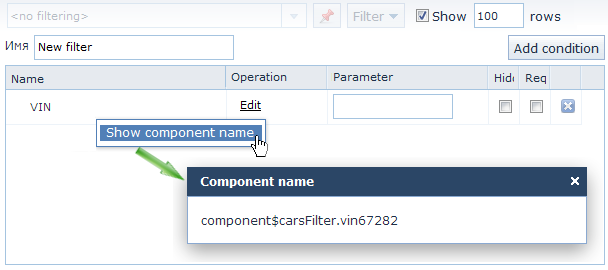 <no filtering> Filter Show 100 rows
Имя New filter Add condition
Name Operation Parameter Hide Req
VIN Edit
Show component name
Component name
component$carsFilter.vin67282